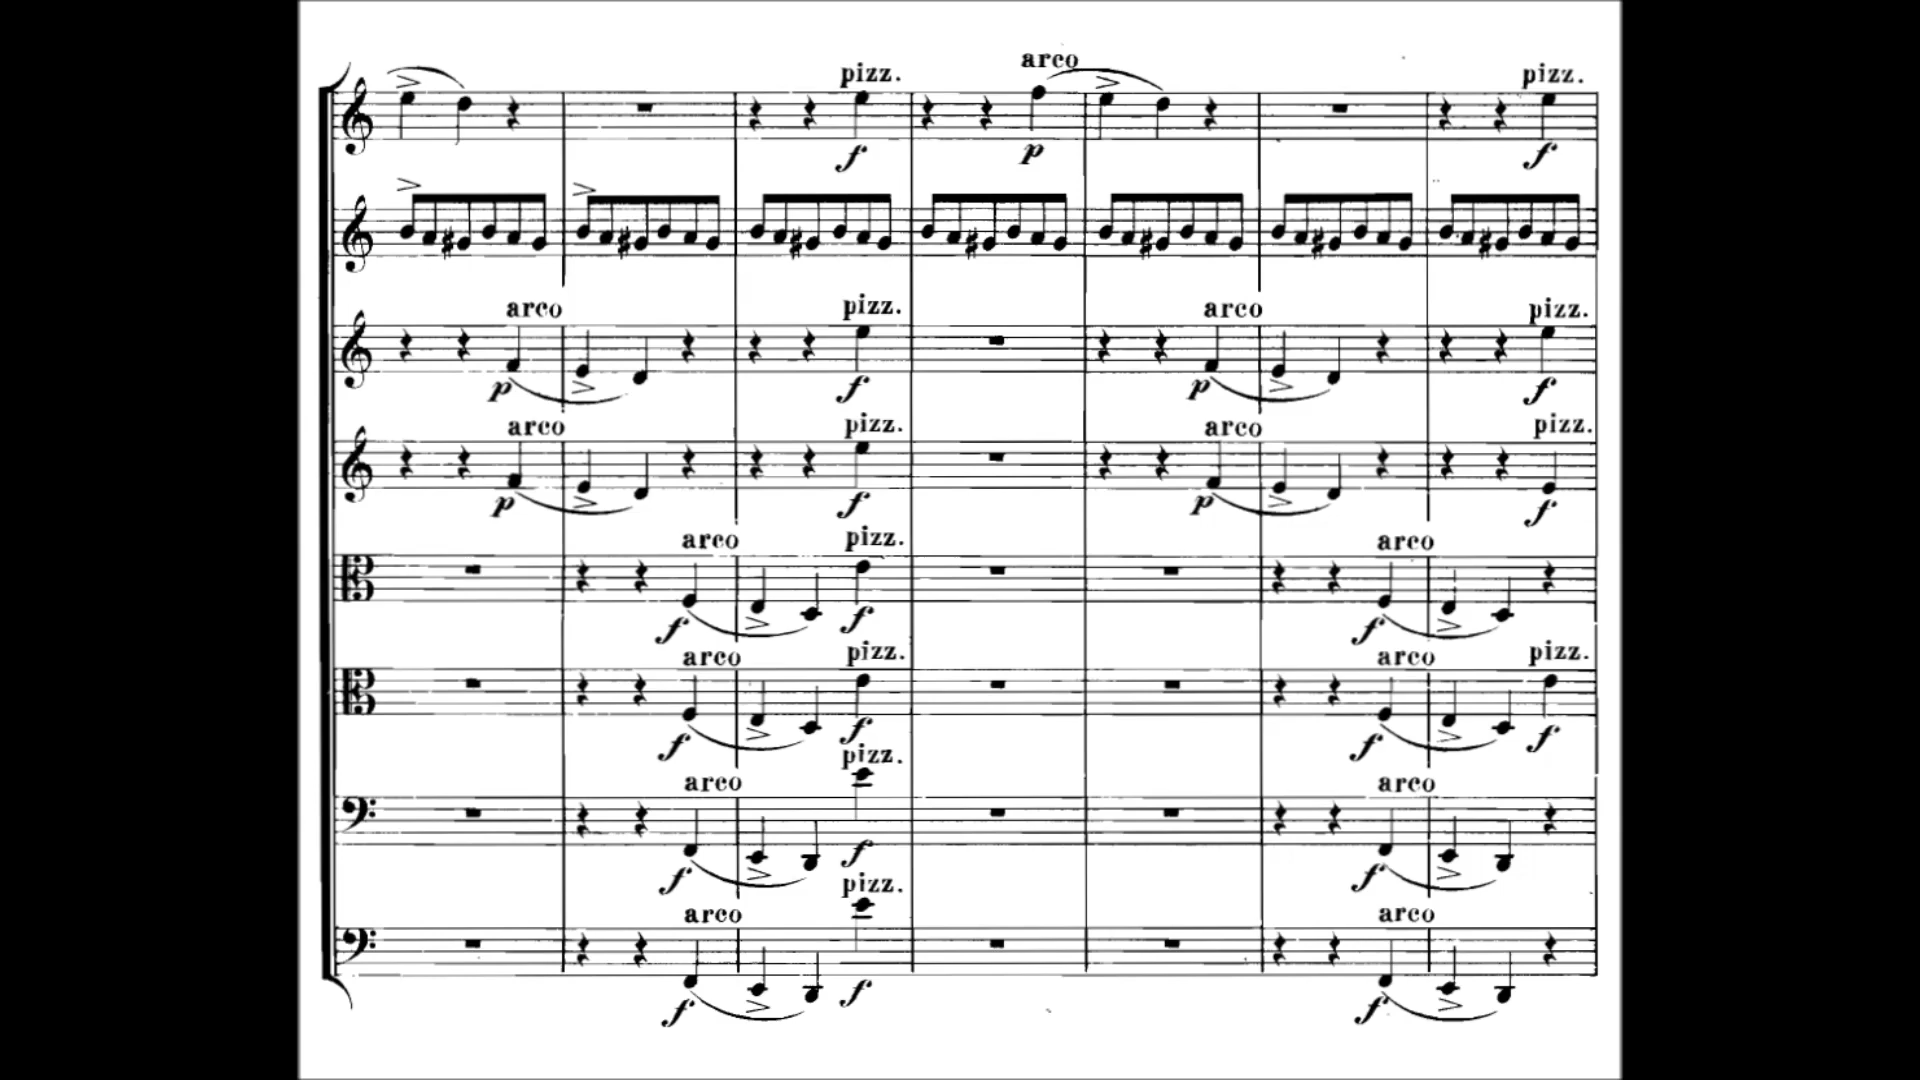 arco
pizz. pizz.
f p f
arco pizz. arco pizz.
p f p f
arco pizz. arco pizz.
p f p f
arco pizz. arco
f f f
arco pizz. arco pizz.
f f f f
pizz.
arco arco
f f f
pizz.
arco arco
f f f